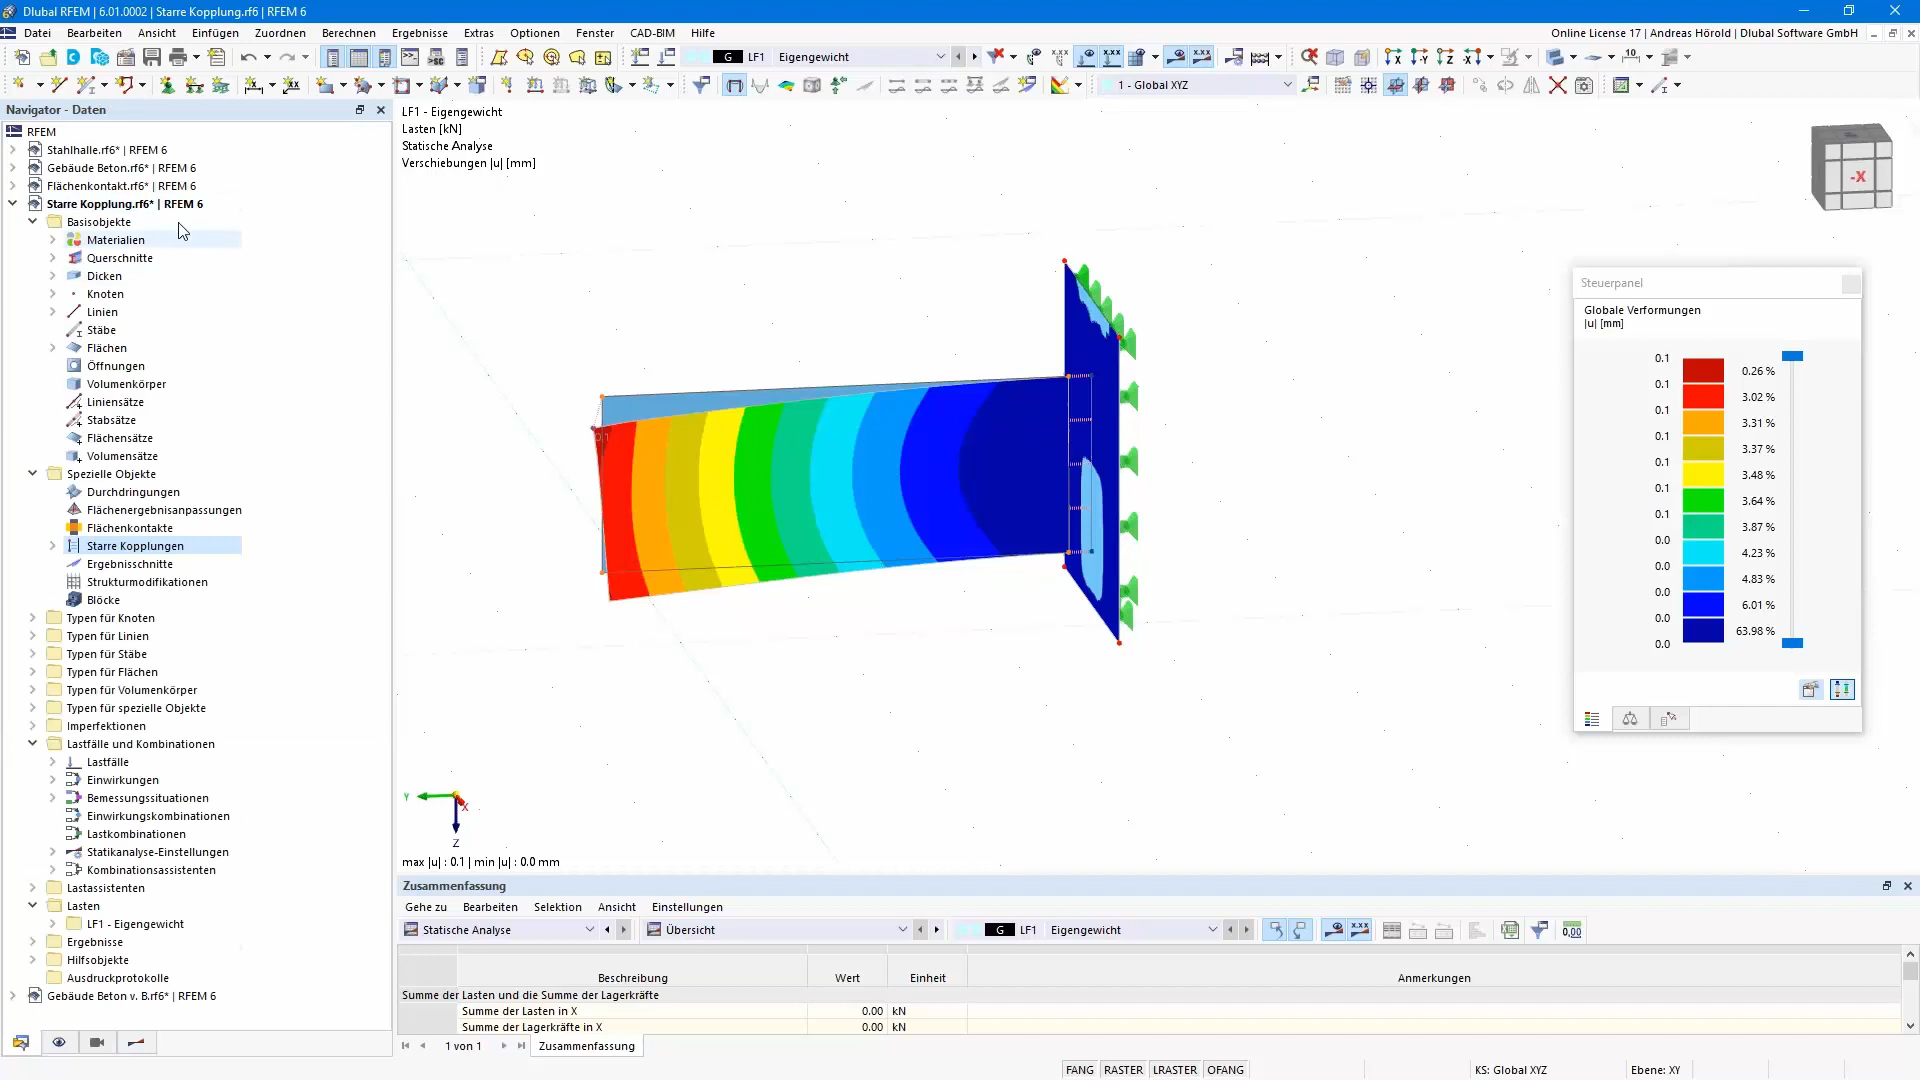 Dlubal RFEM | 6.01.0002 | Starre Kopplung.rf6* | RFEM 6
Datei Bearbeiten Ansicht Einfügen Zuordnen Berechnen Ergebnisse Extras Optionen Fenster CAD-BIM Hilfe
Online License 17 | Andreas Hörold | Dlubal Software GmbH
G LF1 Eigengewicht
1 - Global XYZ
Navigator - Daten
RFEM
Stahlhalle.rf6* | RFEM 6
Gebäude Beton.rf6* | RFEM 6
Flächenkontakt.rf6* | RFEM 6
Starre Kopplung.rf6* | RFEM 6
Basisobjekte
Materialien
Querschnitte
Dicken
Knoten
Linien
Stäbe
Flächen
Öffnungen
Volumenkörper
Liniensätze
Stabsätze
Flächensätze
Volumensätze
Spezielle Objekte
Durchdringungen
Flächenergebnisanpassungen
Flächenkontakte
Starre Kopplungen
Ergebnisschnitte
Strukturmodifikationen
Blöcke
Typen für Knoten
Typen für Linien
Typen für Stäbe
Typen für Flächen
Typen für Volumenkörper
Typen für spezielle Objekte
Imperfektionen
Lastfälle und Kombinationen
Lastfälle
Einwirkungen
Bemessungssituationen
Einwirkungskombinationen
Lastkombinationen
Statikanalyse-Einstellungen
Kombinationsassistenten
Lastassistenten
Lasten
LF1 - Eigengewicht
Ergebnisse
Hilfsobjekte
Ausdruckprotokolle
Gebäude Beton v. B.rf6* | RFEM 6
LF1 - Eigengewicht
Lasten [kN]
Statische Analyse
Verschiebungen |u| [mm]
-X
0.1
Y
X
Z
max |u| : 0.1 | min |u| : 0.0 mm
Steuerpanel
Globale Verformungen
|u| [mm]
0.1
0.26 %
0.1
3.02 %
0.1
3.31 %
0.1
3.37 %
0.1
3.48 %
0.1
3.64 %
0.1
3.87 %
0.0
4.23 %
0.0
4.83 %
0.0
6.01 %
0.0
63.98 %
0.0
Zusammenfassung
Gehe zu Bearbeiten Selektion Ansicht Einstellungen
Statische Analyse Übersicht G LF1 Eigengewicht 0,00
Beschreibung Wert Einheit Anmerkungen
Summe der Lasten und die Summe der Lagerkräfte
Summe der Lasten in X 0.00 kN
Summe der Lagerkräfte in X 0.00 kN
1 von 1 Zusammenfassung
FANG RASTER LRASTER OFANG KS: Global XYZ Ebene: XY